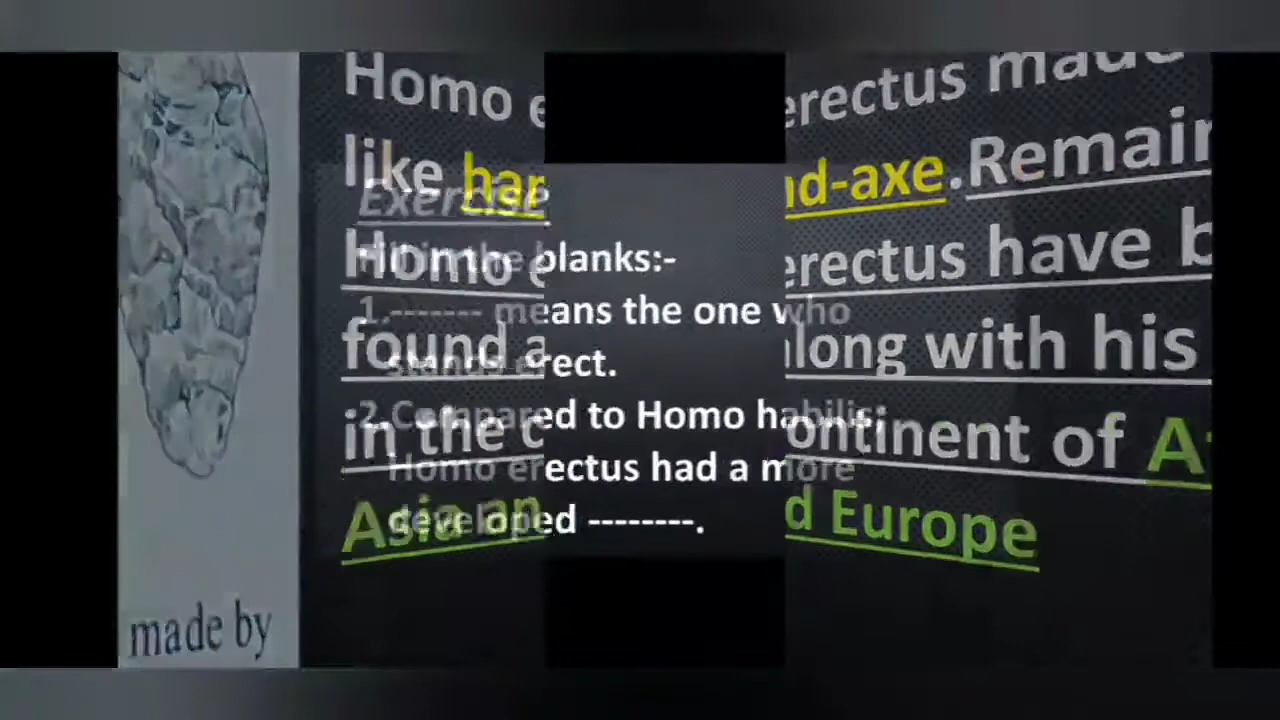 Homo erectus made
like hand-axe.Remain
Homo erectus have b
found along with his
in the continent of Af
Asia and Europe
made by
Exercise
Fill in the blanks:-
1.------- means the one who
stands erect.
2.Compared to Homo habilis,
Homo erectus had a more
developed --------.